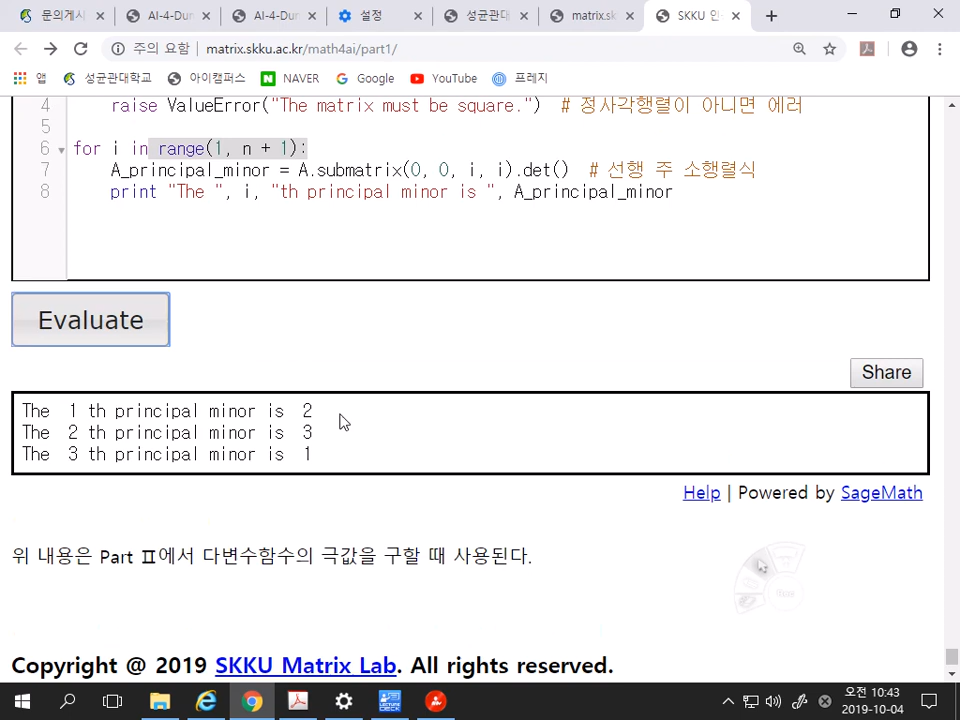 문의게시
AI-4-Dur
AI-4-Dur
설정
성균관대
matrix.sk
SKKU 인
주의 요함 | matrix.skku.ac.kr/math4ai/part1/
앱 성균관대학교 아이캠퍼스 NAVER Google YouTube 프레지
4 raise ValueError("The matrix must be square.") # 정사각행렬이 아니면 에러
5
6 for i in range(1, n + 1):
7 A_principal_minor = A.submatrix(0, 0, i, i).det() # 선행 주 소행렬식
8 print "The ", i, "th principal minor is ", A_principal_minor
Evaluate
Share
The 1 th principal minor is 2
The 2 th principal minor is 3
The 3 th principal minor is 1
Help | Powered by SageMath
위 내용은 Part Ⅱ에서 다변수함수의 극값을 구할 때 사용된다.
Copyright @ 2019 SKKU Matrix Lab. All rights reserved.
오전 10:43
2019-10-04